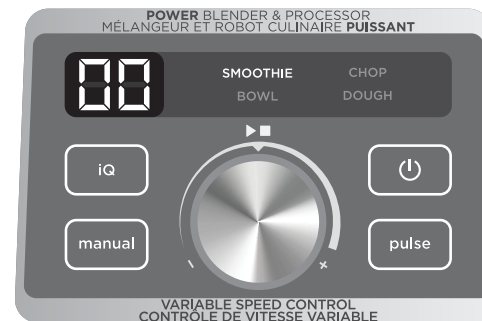 POWER BLENDER & PROCESSOR
MÉLANGEUR ET ROBOT CULINAIRE PUISSANT
00
SMOOTHIE
CHOP
BOWL
DOUGH
iQ
manual
pulse
-
+
VARIABLE SPEED CONTROL
CONTRÔLE DE VITESSE VARIABLE